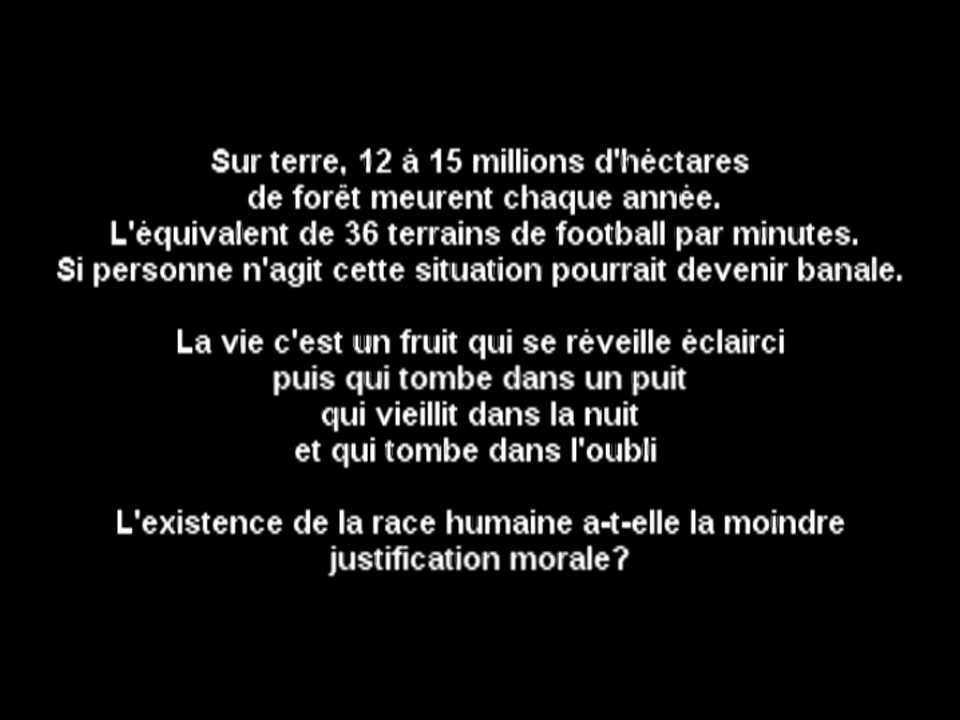 Sur terre, 12 à 15 millions d'héctares
de forêt meurent chaque année.
L'équivalent de 36 terrains de football par minutes.
Si personne n'agit cette situation pourrait devenir banale.
La vie c'est un fruit qui se réveille éclairci
puis qui tombe dans un puit
qui vieillit dans la nuit
et qui tombe dans l'oubli
L'existence de la race humaine a-t-elle la moindre
justification morale?